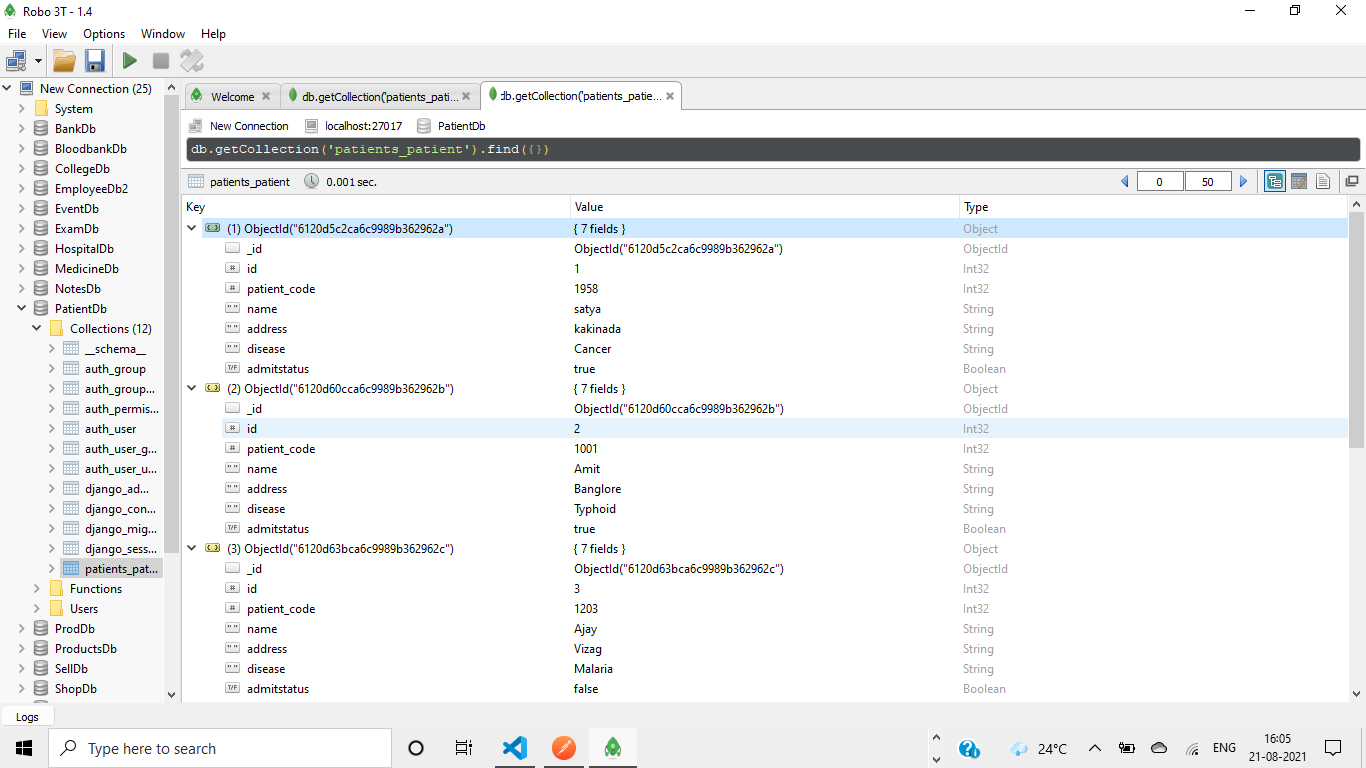 Robo 3T - 1.4
File View Options Window Help
New Connection (25)
System
BankDb
BloodbankDb
CollegeDb
EmployeeDb2
EventDb
ExamDb
HospitalDb
MedicineDb
NotesDb
PatientDb
Collections (12)
__schema__
auth_group
auth_group...
auth_permis...
auth_user
auth_user_g...
auth_user_u...
django_ad...
django_con...
django_mig...
django_sess...
patients_pat...
Functions
Users
ProdDb
ProductsDb
SellDb
ShopDb
Welcome db.getCollection('patients_pati... db.getCollection('patients_patie...
New Connection localhost:27017 PatientDb
db.getCollection('patients_patient').find({})
patients_patient 0.001 sec. 0 50
Key Value Type
(1) ObjectId("6120d5c2ca6c9989b362962a") { 7 fields } Object
_id ObjectId("6120d5c2ca6c9989b362962a") ObjectId
# id 1 Int32
# patient_code 1958 Int32
"" name satya String
"" address kakinada String
"" disease Cancer String
T/F admitstatus true Boolean
(2) ObjectId("6120d60cca6c9989b362962b") { 7 fields } Object
_id ObjectId("6120d60cca6c9989b362962b") ObjectId
# id 2 Int32
# patient_code 1001 Int32
"" name Amit String
"" address Banglore String
"" disease Typhoid String
T/F admitstatus true Boolean
(3) ObjectId("6120d63bca6c9989b362962c") { 7 fields } Object
_id ObjectId("6120d63bca6c9989b362962c") ObjectId
# id 3 Int32
# patient_code 1203 Int32
"" name Ajay String
"" address Vizag String
"" disease Malaria String
T/F admitstatus false Boolean
Logs
Type here to search
24°C ENG 16:05
21-08-2021